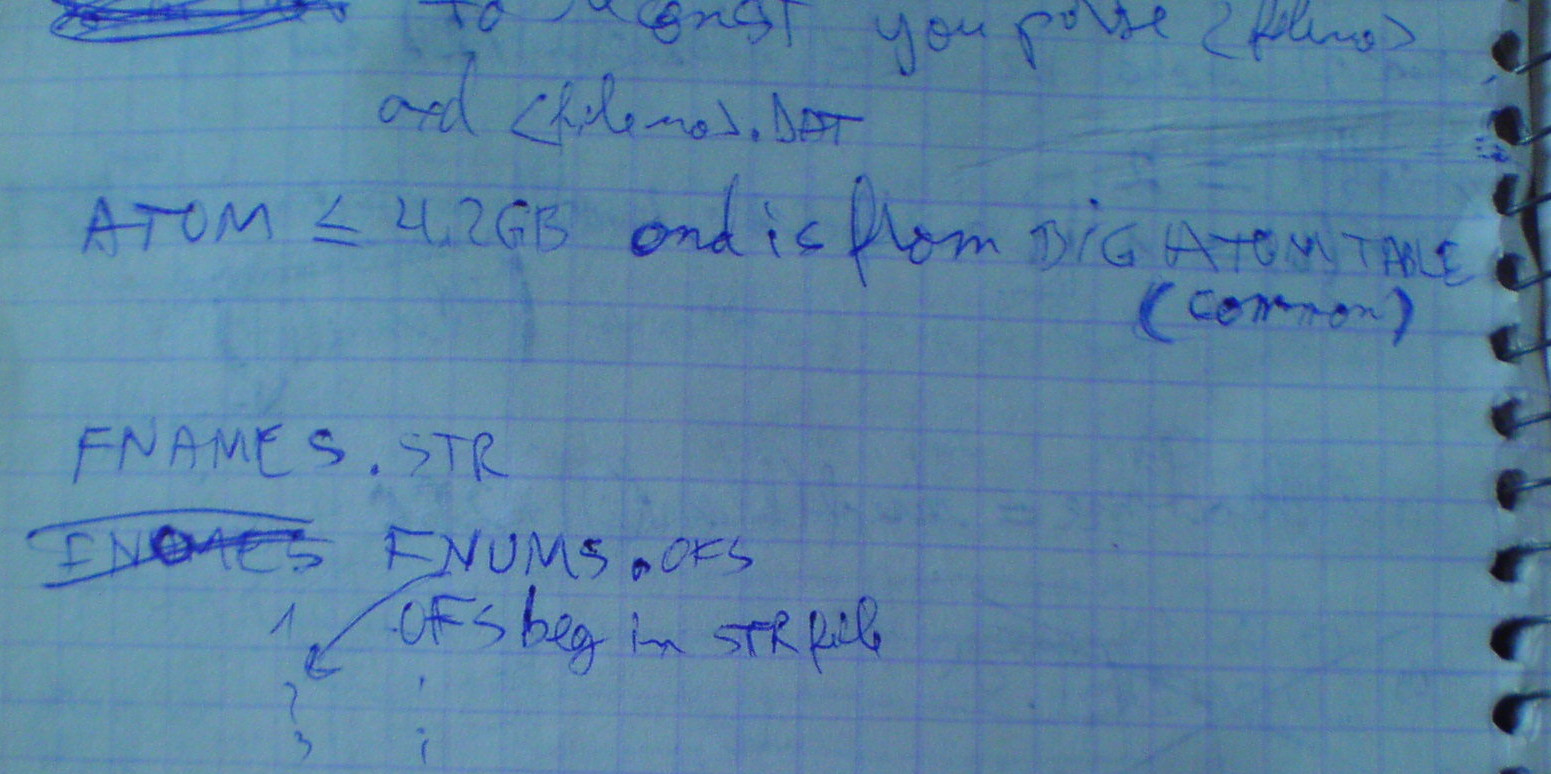 to reconst you parse <fileno>
and <fileno>.DAT
ATOM ≤ 4.2GB and is from BIG ATOM TABLE
(common)
FNAMES.STR
FNAMES FNUMS.OFS
1 OFS beg in STR file
2 :
3 :